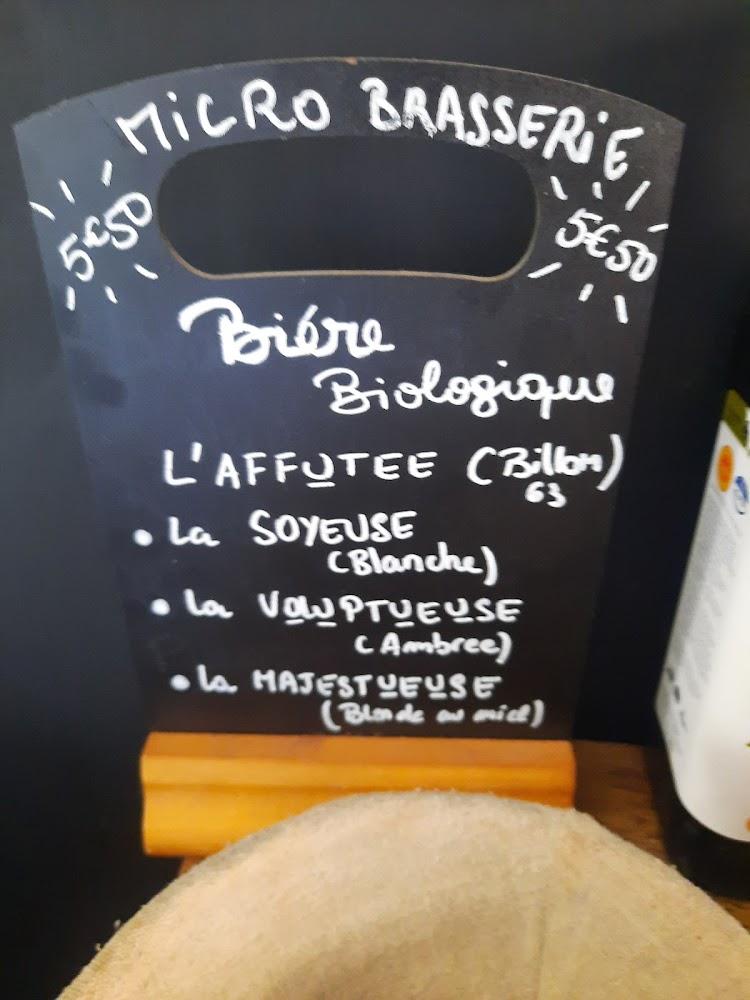 MiCRO BRASSERiE
5€50
5€50
Bière
Biologique
L'AFFUTEE (Billom)
63
• La SOYEUSE
(Blanche)
• La VOLUPTUEUSE
(Ambree)
• La MAJESTUEUSE
(Blonde au miel)